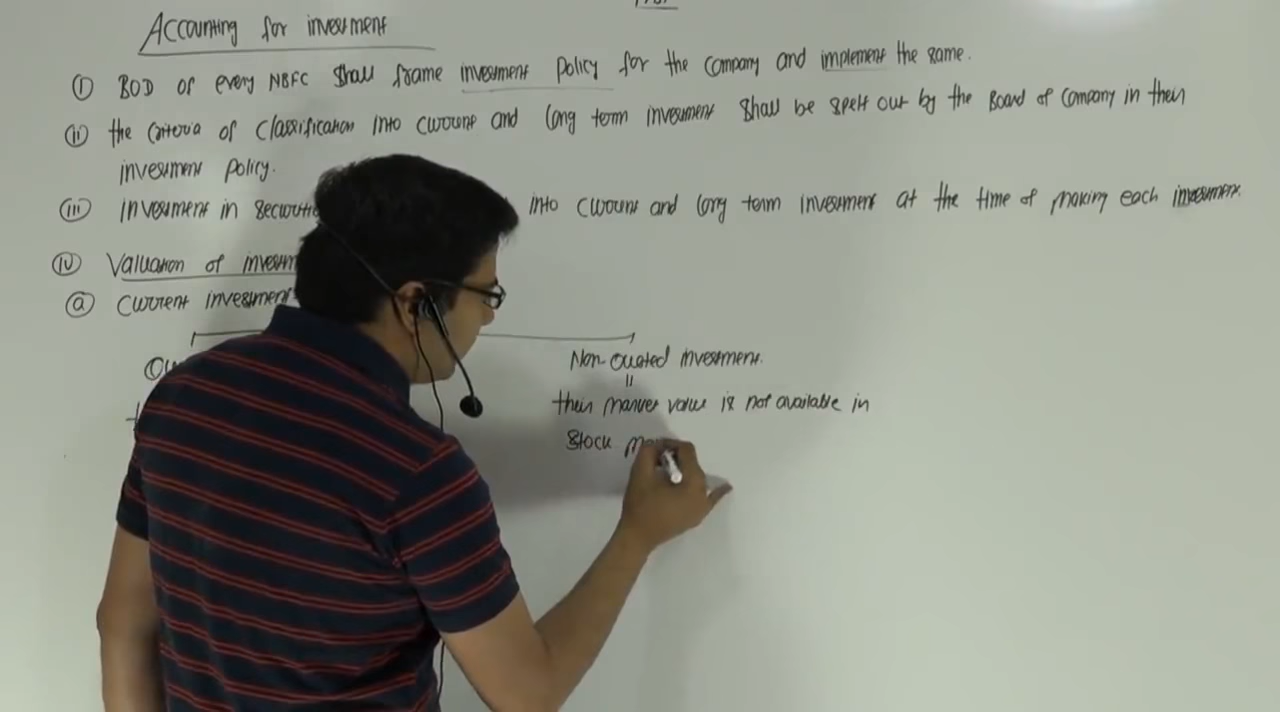 Accounting for investment
(i) BOD of every NBFC shall frame investment policy for the company and implement the same.
(ii) the criteria of classification into current and long term investment shall be spelt out by the Board of Company in their
investment policy.
(iii) investment in into current and long term investment at the time of making each investment.
(iv) Valuation of
(a) Current investment
Non-Quoted investment.
their market value is not available in
Stock